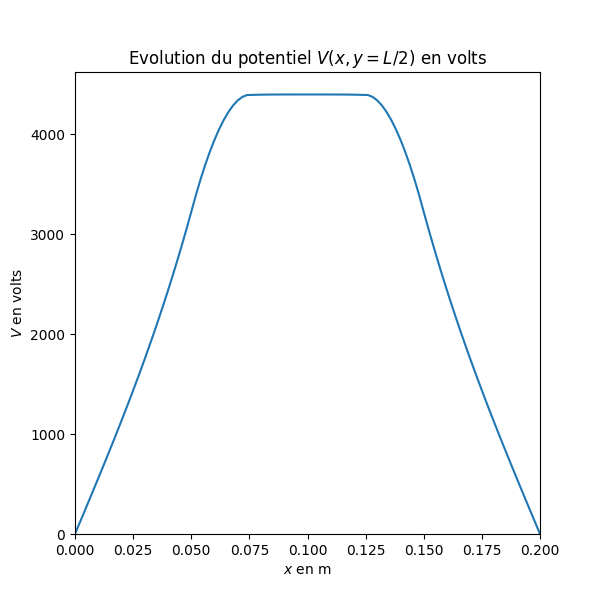 Evolution du potentiel V(x, y = L/2) en volts
V en volts
4000
3000
2000
1000
0
0.000 0.025 0.050 0.075 0.100 0.125 0.150 0.175 0.200
x en m